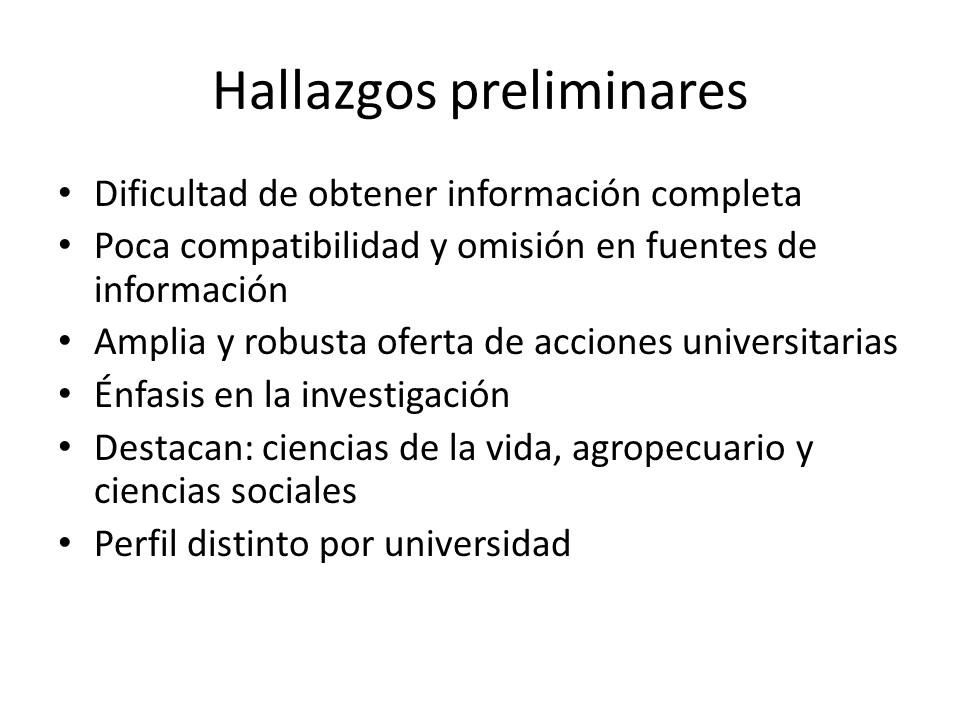 Hallazgos preliminares
• Dificultad de obtener información completa
• Poca compatibilidad y omisión en fuentes de
información
• Amplia y robusta oferta de acciones universitarias
• Énfasis en la investigación
• Destacan: ciencias de la vida, agropecuario y
ciencias sociales
• Perfil distinto por universidad